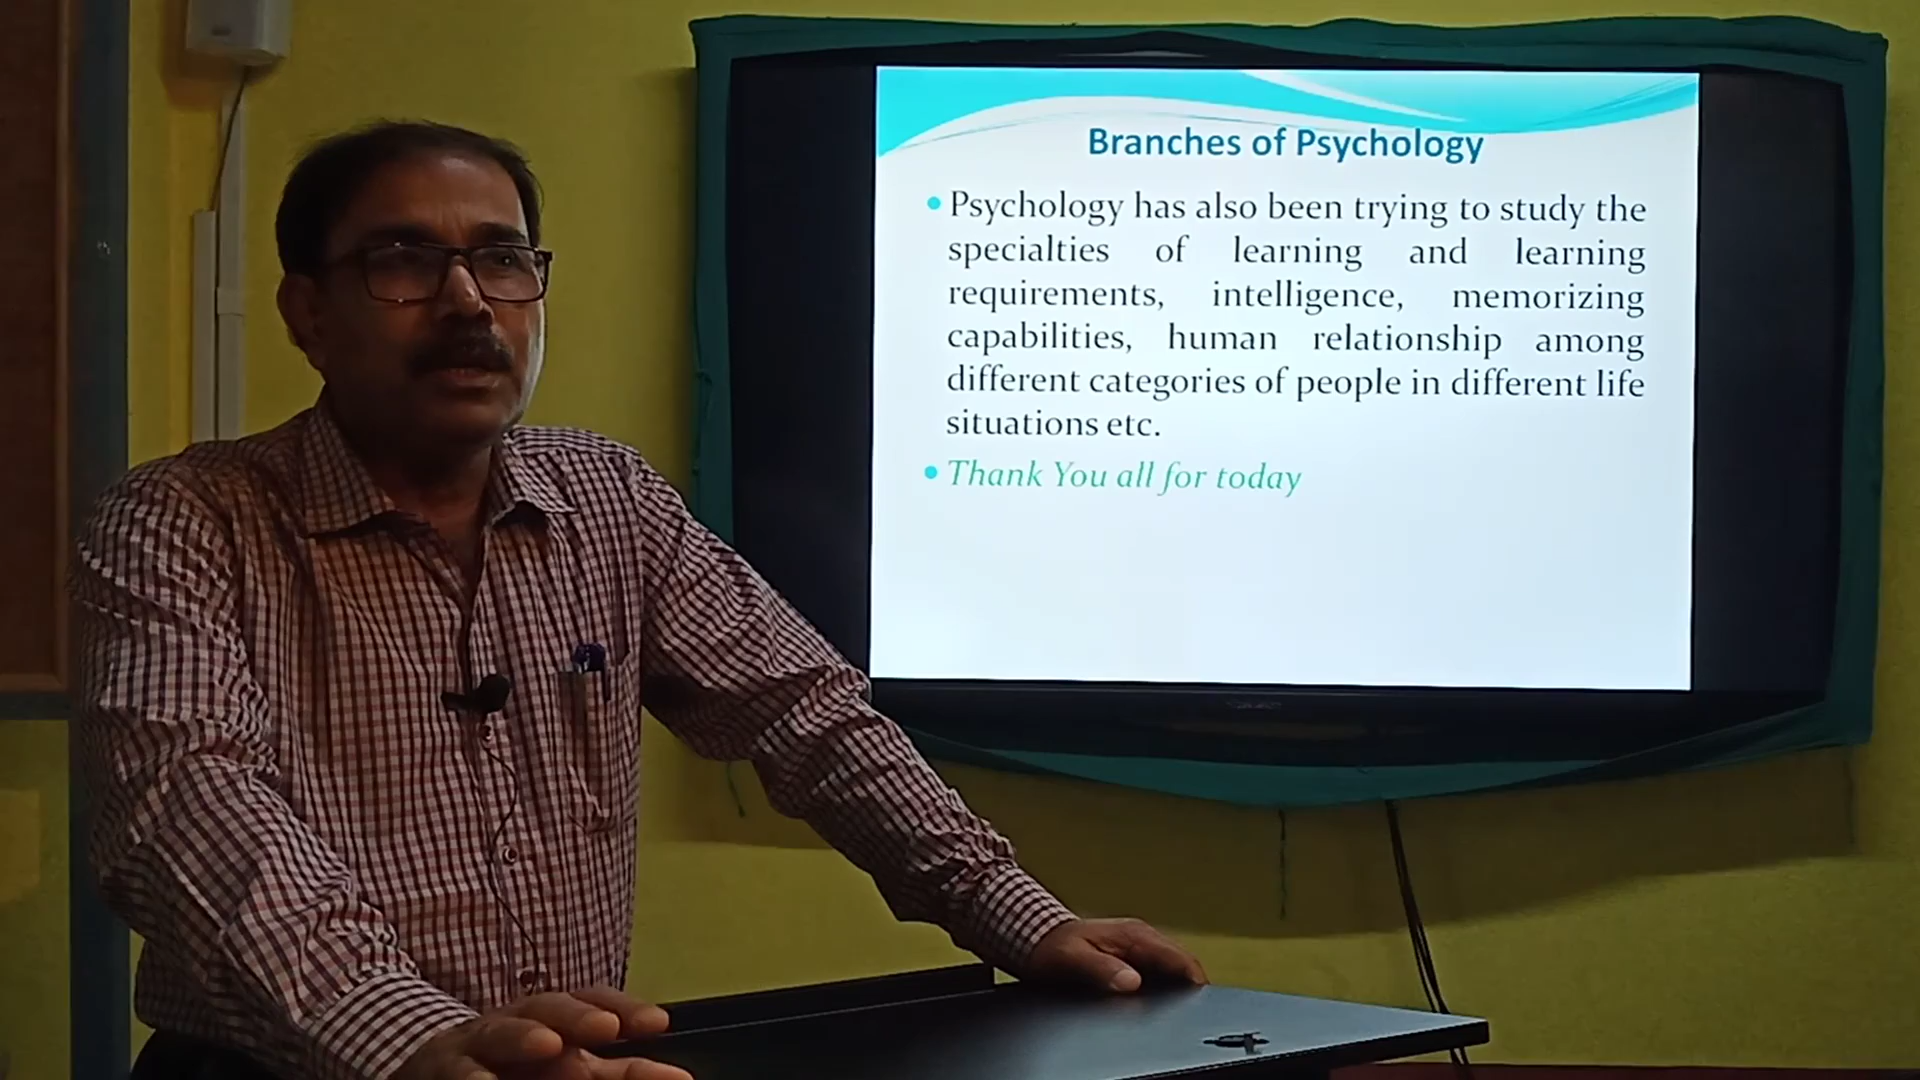 Branches of Psychology
• Psychology has also been trying to study the
specialties of learning and learning
requirements, intelligence, memorizing
capabilities, human relationship among
different categories of people in different life
situations etc.
• Thank You all for today